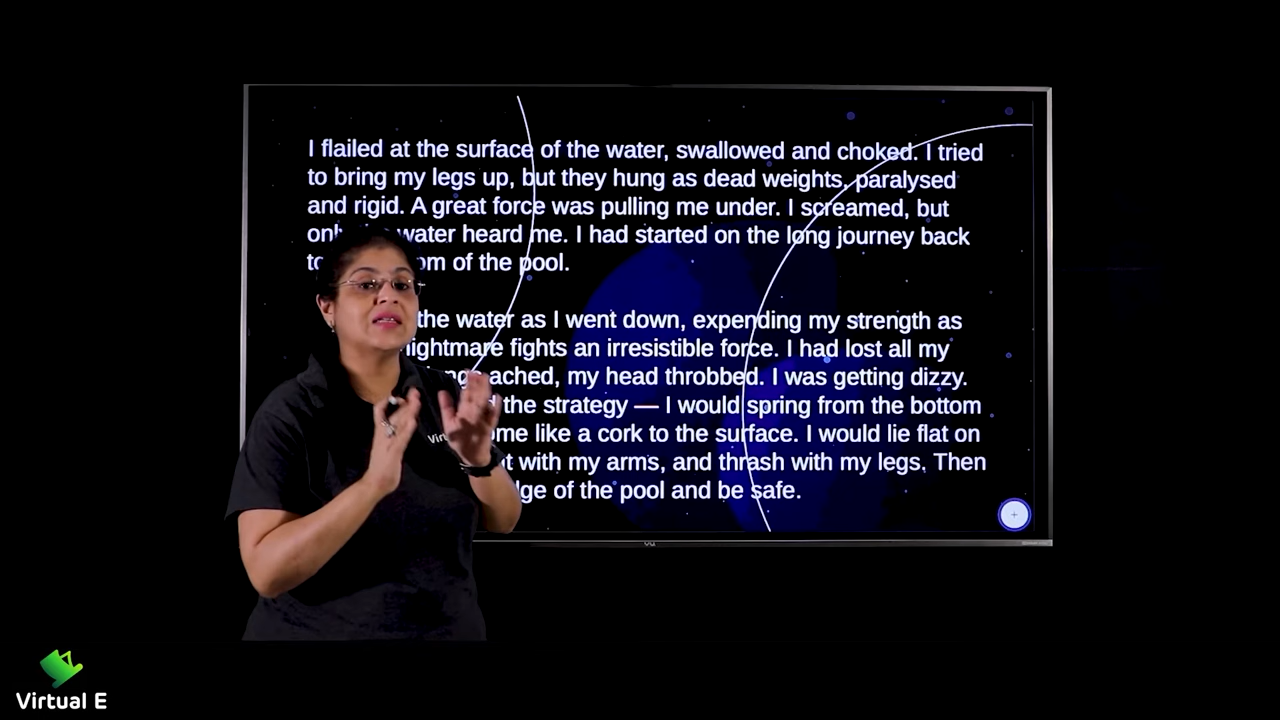 I flailed at the surface of the water, swallowed and choked. I tried
to bring my legs up, but they hung as dead weights, paralysed
and rigid. A great force was pulling me under. I screamed, but
water heard me. I had started on the long journey back
of the pool.
the water as I went down, expending my strength as
fights an irresistible force. I had lost all my
ached, my head throbbed. I was getting dizzy.
the strategy — I would spring from the bottom
like a cork to the surface. I would lie flat on
with my arms, and thrash with my legs. Then
of the pool and be safe.
Virtual E